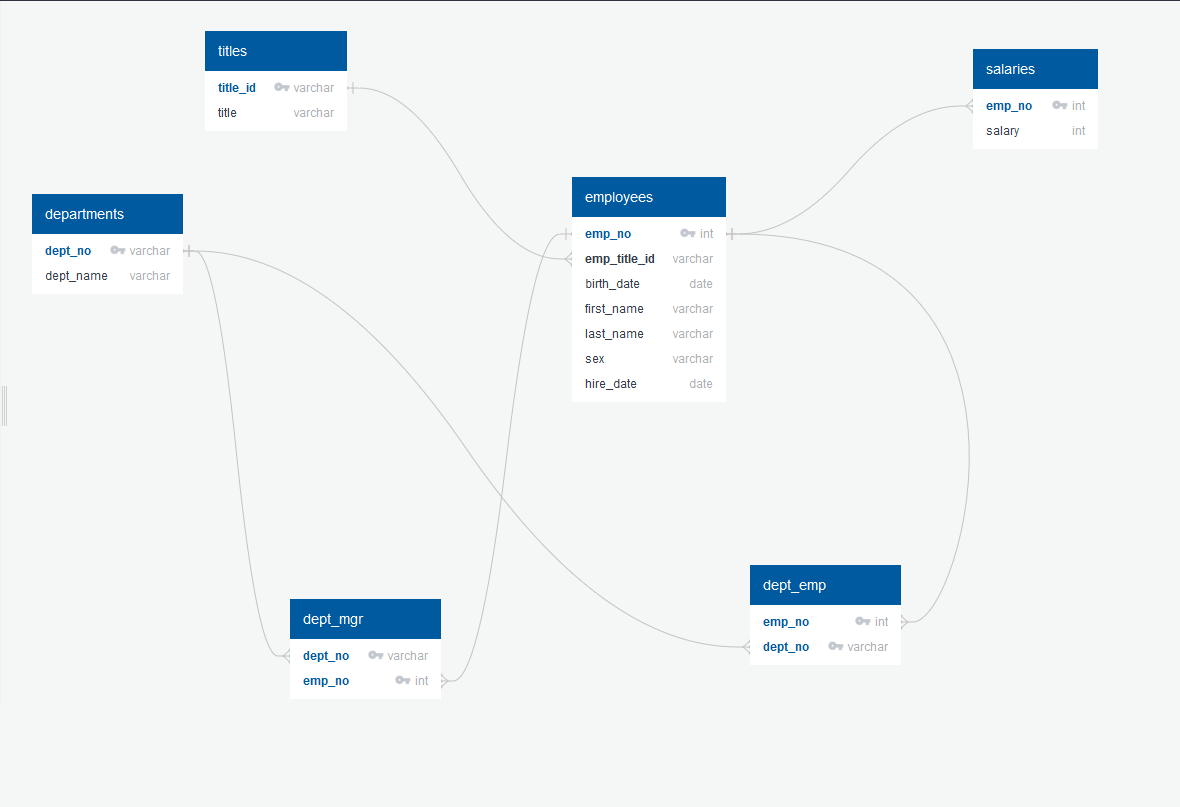 titles
title_id varchar
title varchar
salaries
emp_no int
salary int
departments
dept_no varchar
dept_name varchar
employees
emp_no int
emp_title_id varchar
birth_date date
first_name varchar
last_name varchar
sex varchar
hire_date date
dept_mgr
dept_no varchar
emp_no int
dept_emp
emp_no int
dept_no varchar